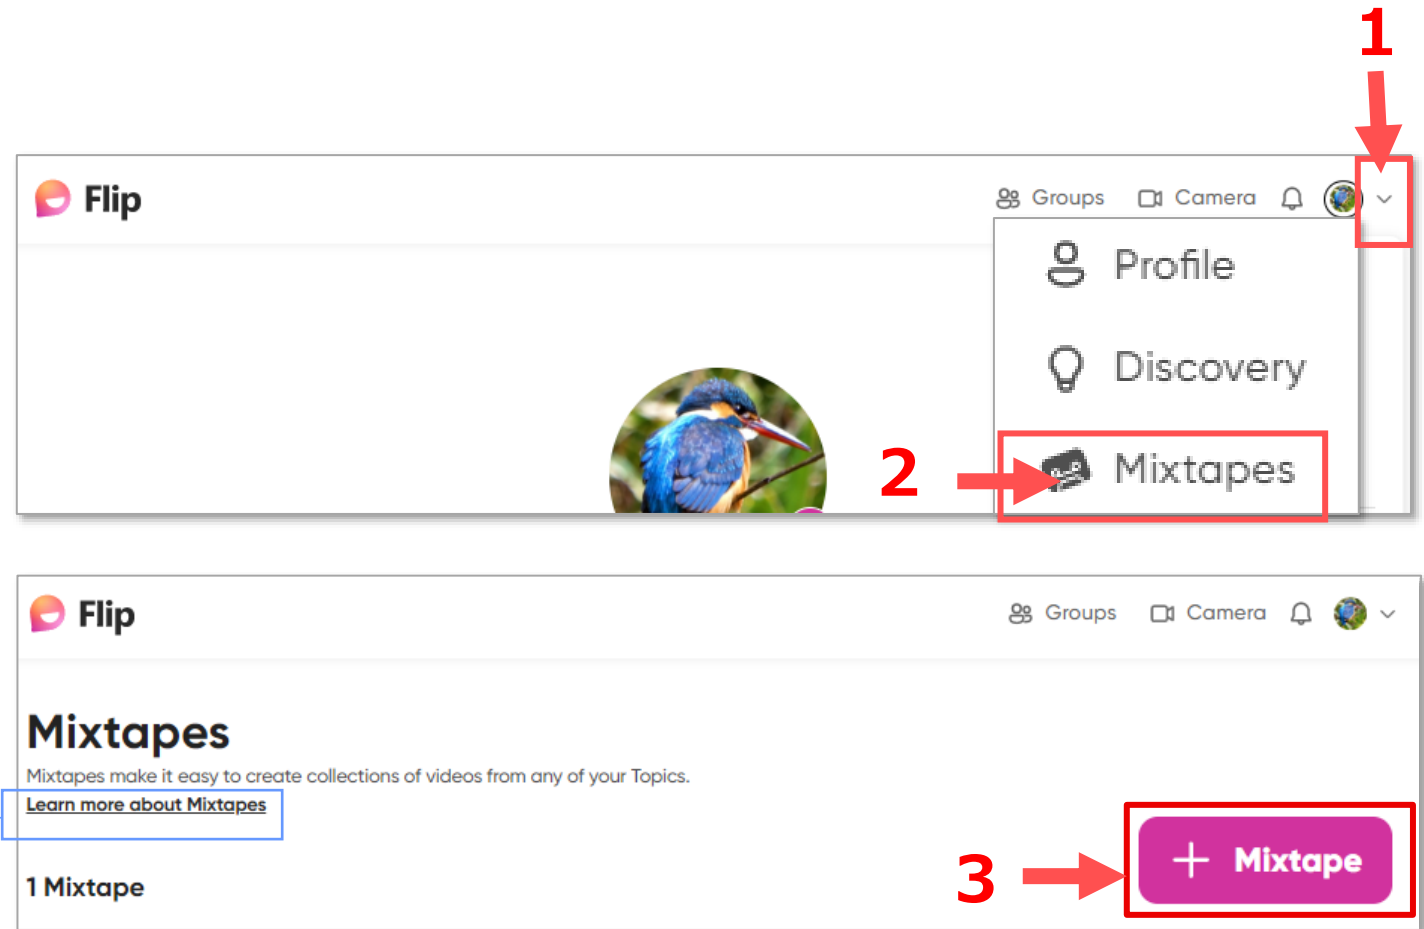 1
Flip
Groups Camera
Profile
Discovery
2 Mixtapes
Flip
Groups Camera
Mixtapes
Mixtapes make it easy to create collections of videos from any of your Topics.
Learn more about Mixtapes
3 + Mixtape
1 Mixtape